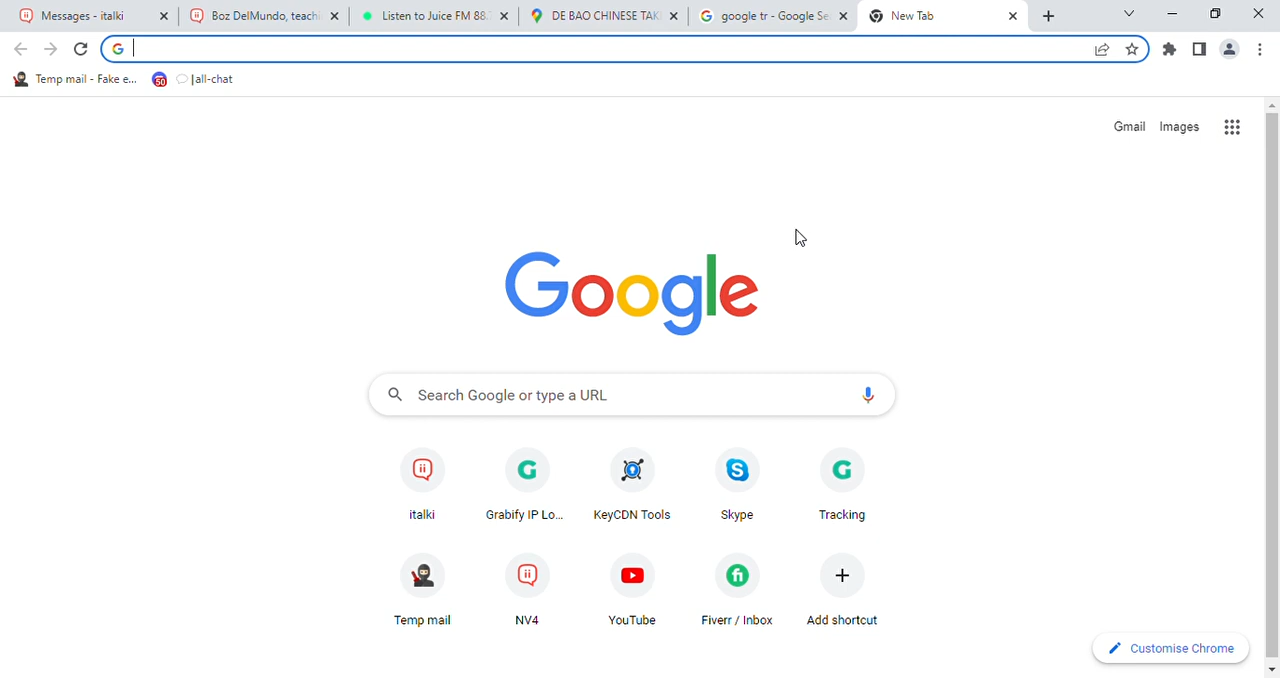 Messages - italki
Boz DelMundo, teachi
Listen to Juice FM 88.
DE BAO CHINESE TAK
google tr - Google Se
New Tab
Temp mail - Fake e...
50 |all-chat
Gmail Images
Google
Search Google or type a URL
italki
Grabify IP Lo...
KeyCDN Tools
Skype
Tracking
Temp mail
NV4
YouTube
Fiverr / Inbox
Add shortcut
Customise Chrome